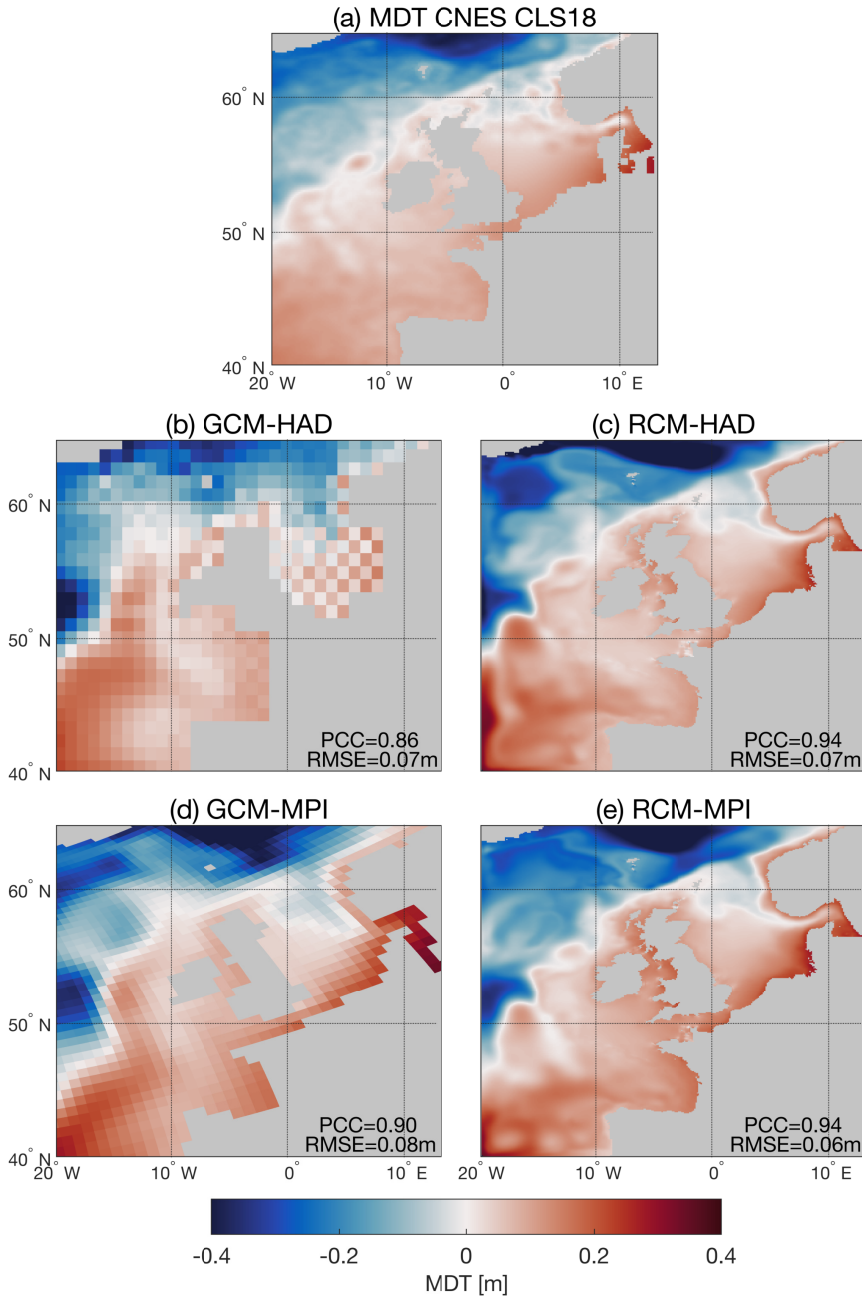 (a) MDT CNES CLS18
60° N
50° N
40° N
20° W 10° W 0° 10° E
(b) GCM-HAD
(c) RCM-HAD
60° N
50° N
40° N
PCC=0.86
RMSE=0.07m
PCC=0.94
RMSE=0.07m
(d) GCM-MPI
(e) RCM-MPI
60° N
50° N
40° N
PCC=0.90
RMSE=0.08m
PCC=0.94
RMSE=0.06m
20° W 10° W 0° 10° E
20° W 10° W 0° 10° E
-0.4 -0.2 0 0.2 0.4
MDT [m]